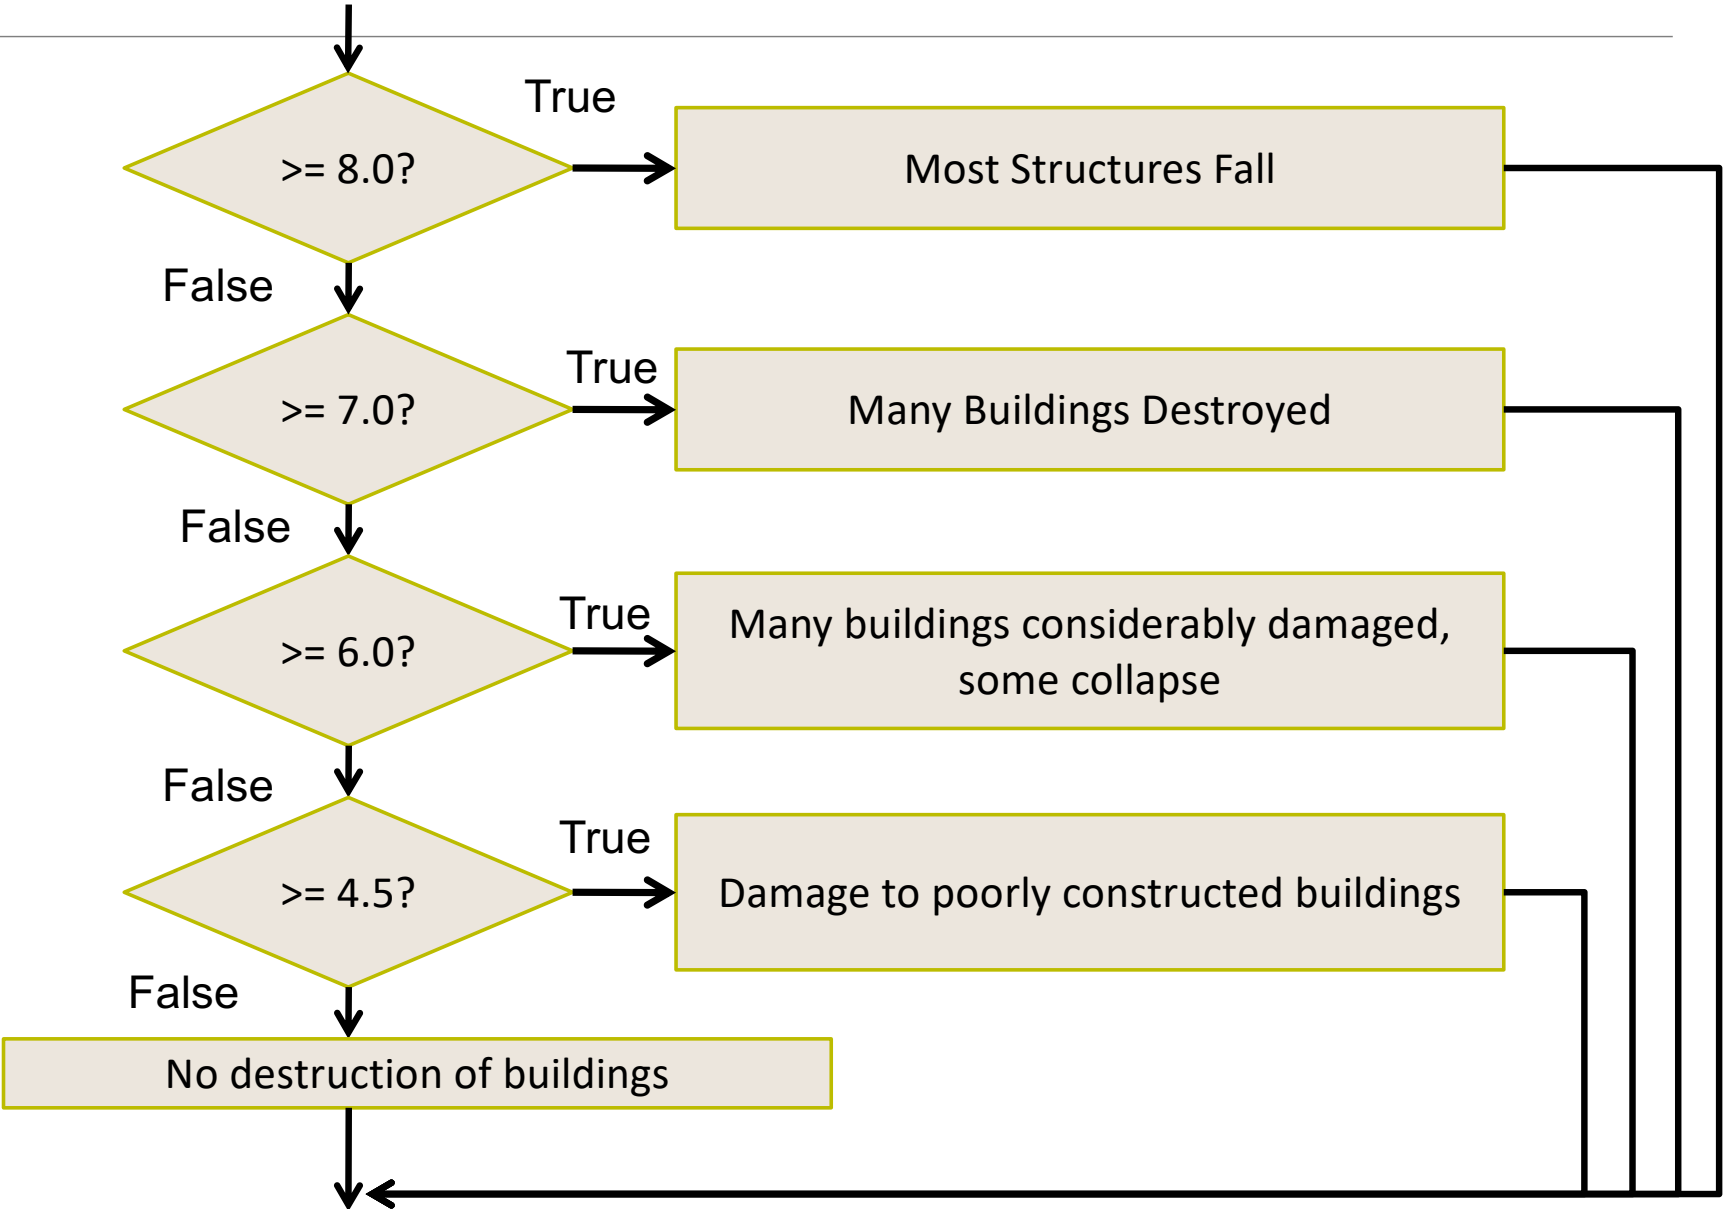 True
>= 8.0?
Most Structures Fall
False
True
>= 7.0?
Many Buildings Destroyed
False
True
>= 6.0?
Many buildings considerably damaged,
some collapse
False
True
>= 4.5?
Damage to poorly constructed buildings
False
No destruction of buildings